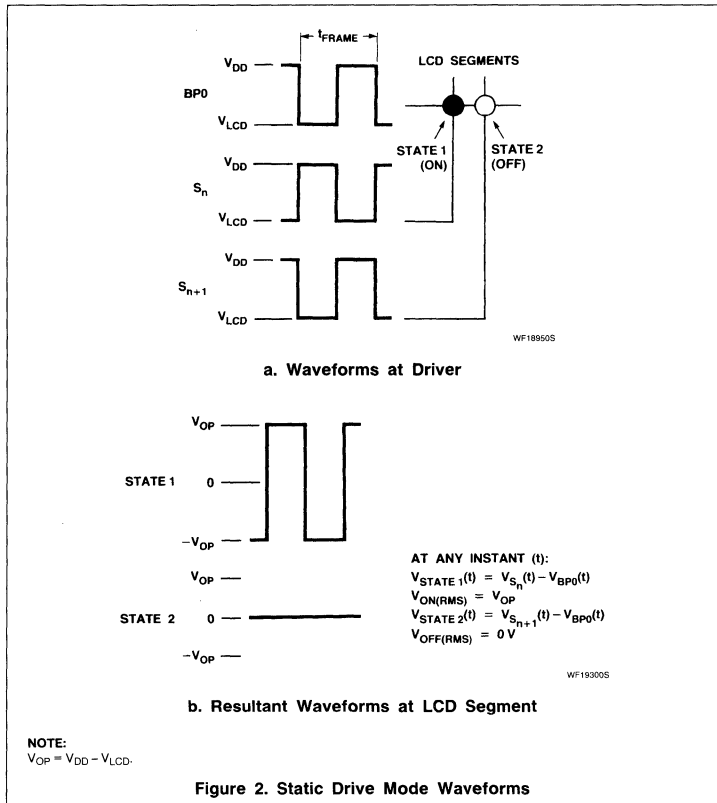 tFRAME
VDD
BP0
VLCD
LCD SEGMENTS
STATE 1
(ON)
STATE 2
(OFF)
VDD
Sn
VLCD
VDD
Sn+1
VLCD
WF18950S
a. Waveforms at Driver
VOP
STATE 1 0
−VOP
VOP
STATE 2 0
−VOP
AT ANY INSTANT (t):
VSTATE 1(t) = VSn(t) − VBP0(t)
VON(RMS) = VOP
VSTATE 2(t) = VSn+1(t) − VBP0(t)
VOFF(RMS) = 0 V
WF19300S
b. Resultant Waveforms at LCD Segment
NOTE:
VOP = VDD − VLCD.
Figure 2. Static Drive Mode Waveforms